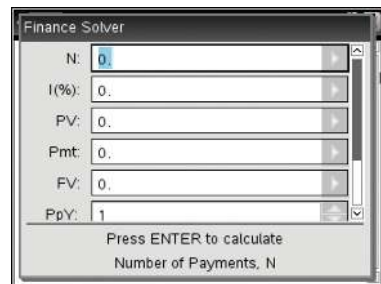 Finance Solver
N: 0.
I(%): 0.
PV: 0.
Pmt: 0.
FV: 0.
PpY: 1
Press ENTER to calculate
Number of Payments, N